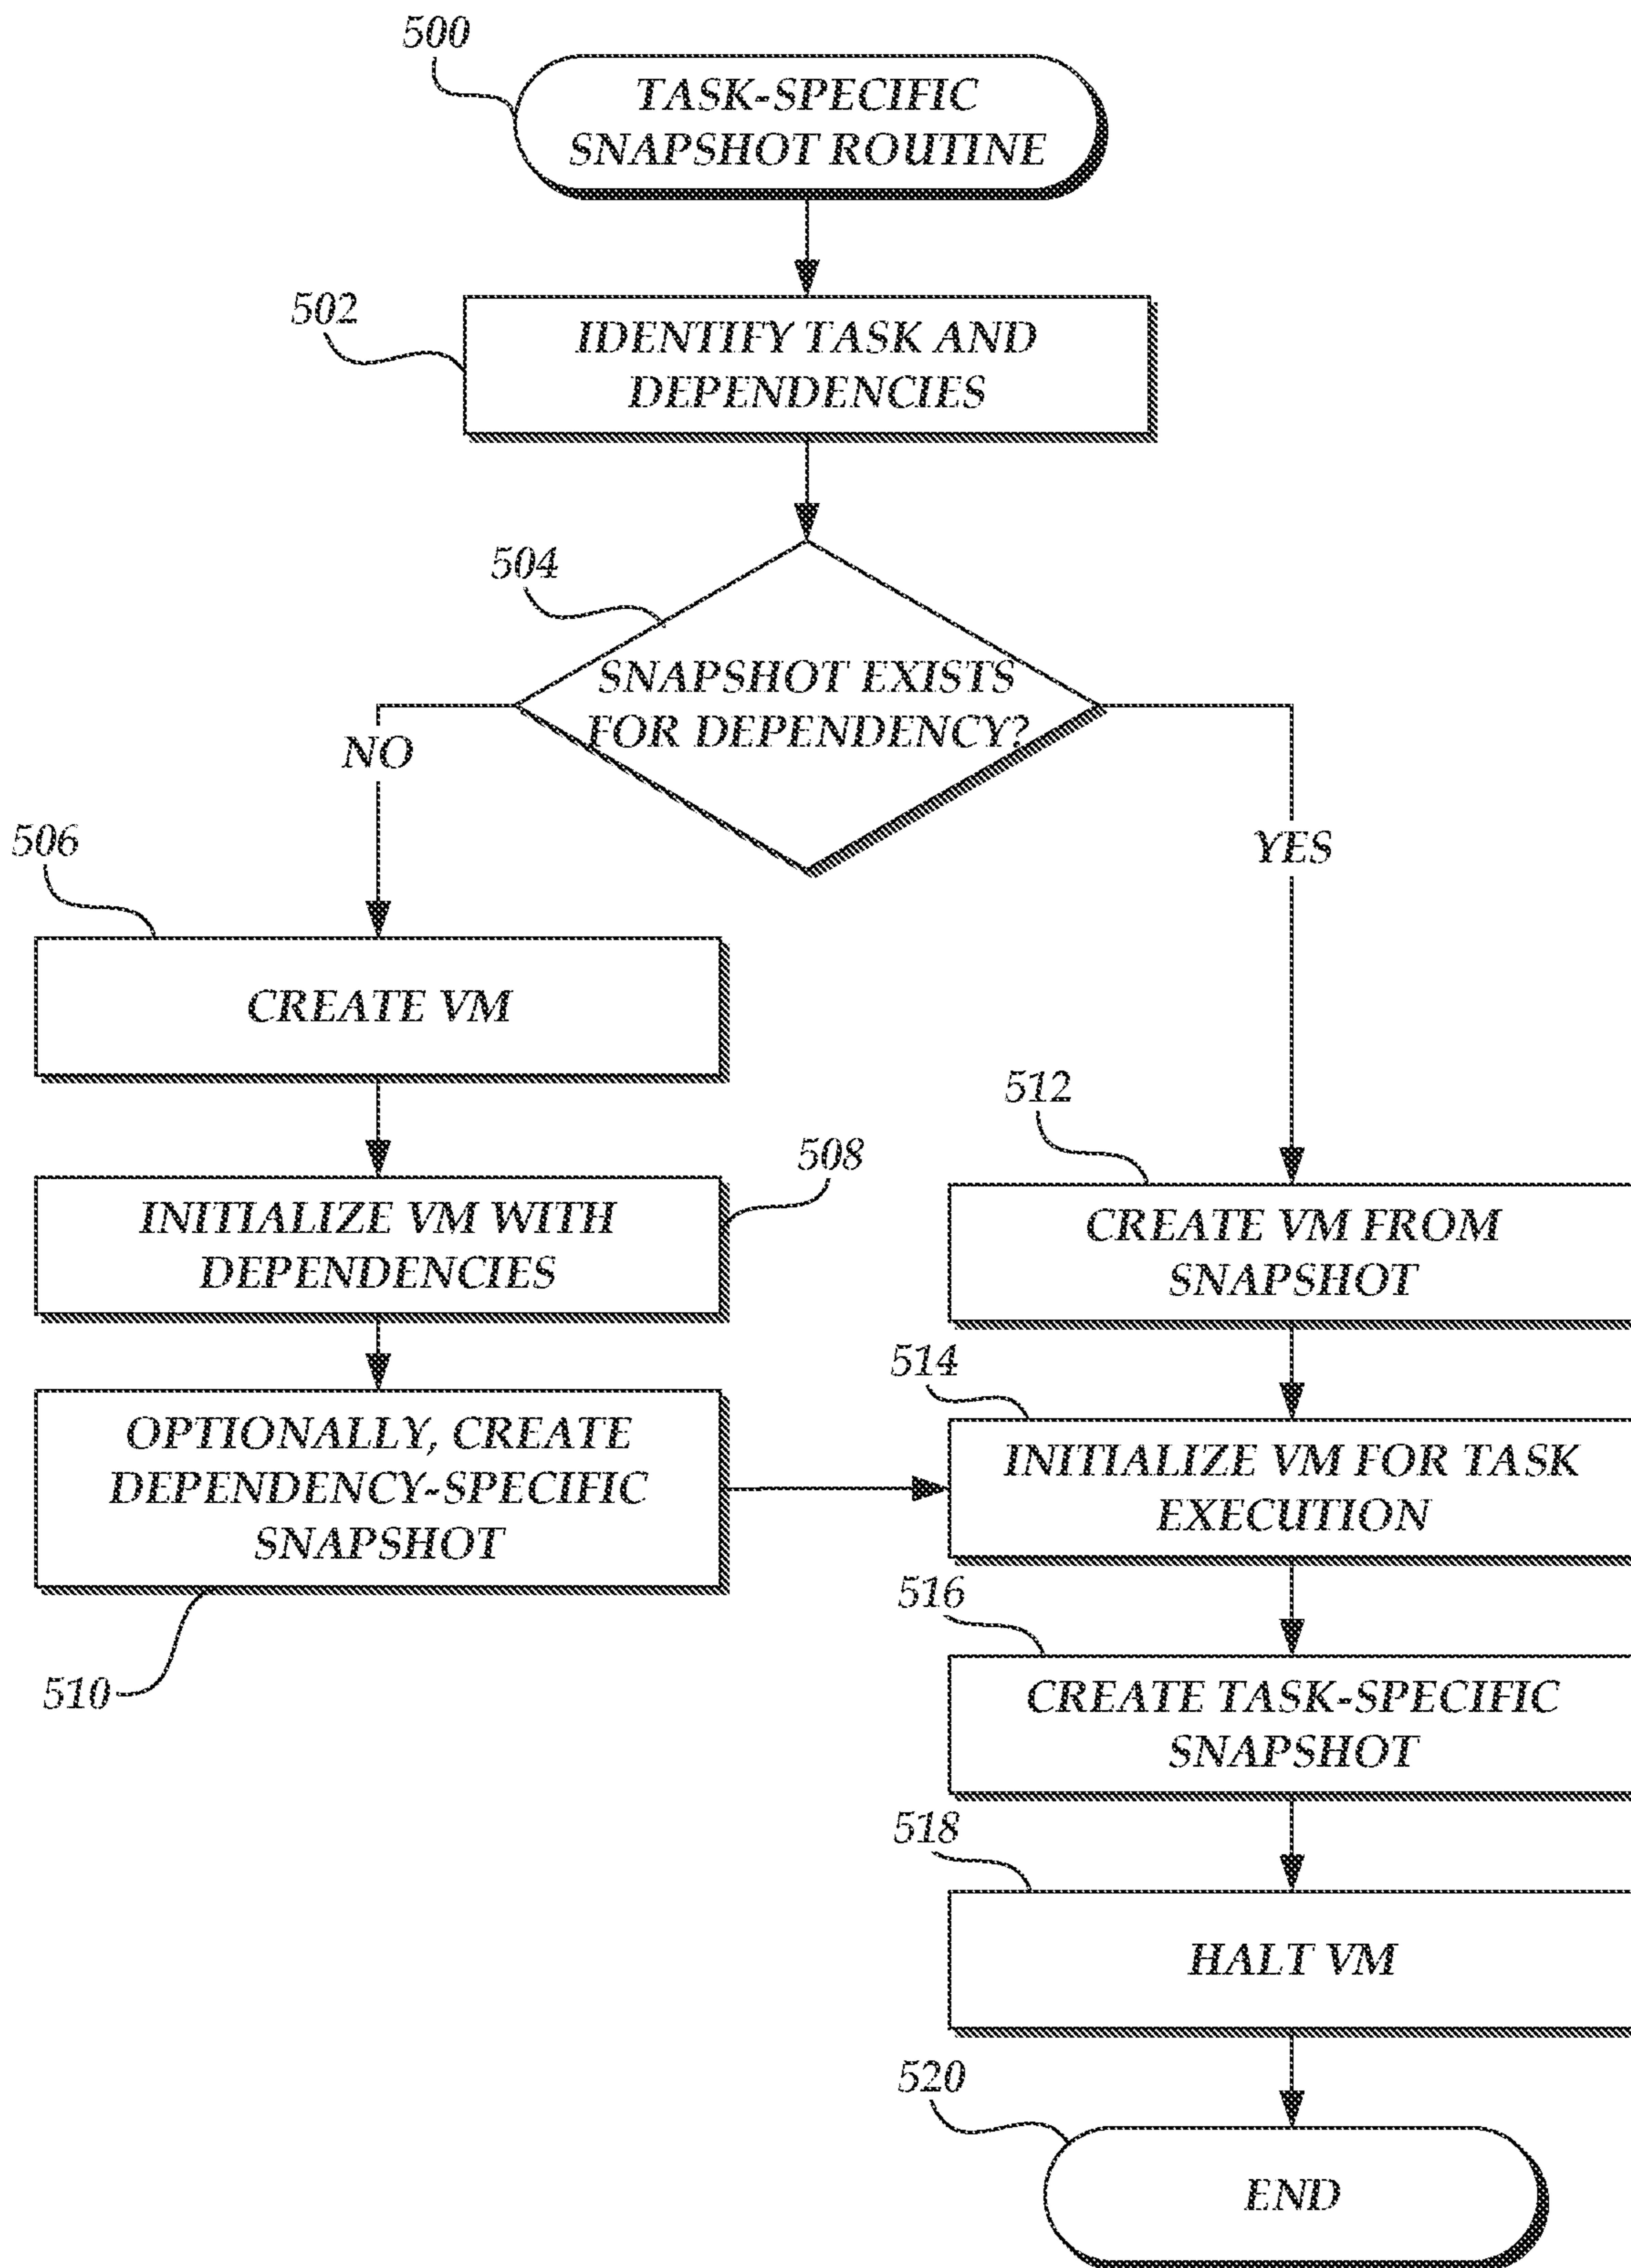 500
TASK-SPECIFIC
SNAPSHOT ROUTINE
502
IDENTIFY TASK AND
DEPENDENCIES
504
SNAPSHOT EXISTS
FOR DEPENDENCY?
NO
YES
506
CREATE VM
508
INITIALIZE VM WITH
DEPENDENCIES
OPTIONALLY, CREATE
DEPENDENCY-SPECIFIC
SNAPSHOT
510
512
CREATE VM FROM
SNAPSHOT
514
INITIALIZE VM FOR TASK
EXECUTION
516
CREATE TASK-SPECIFIC
SNAPSHOT
518
HALT VM
520
END